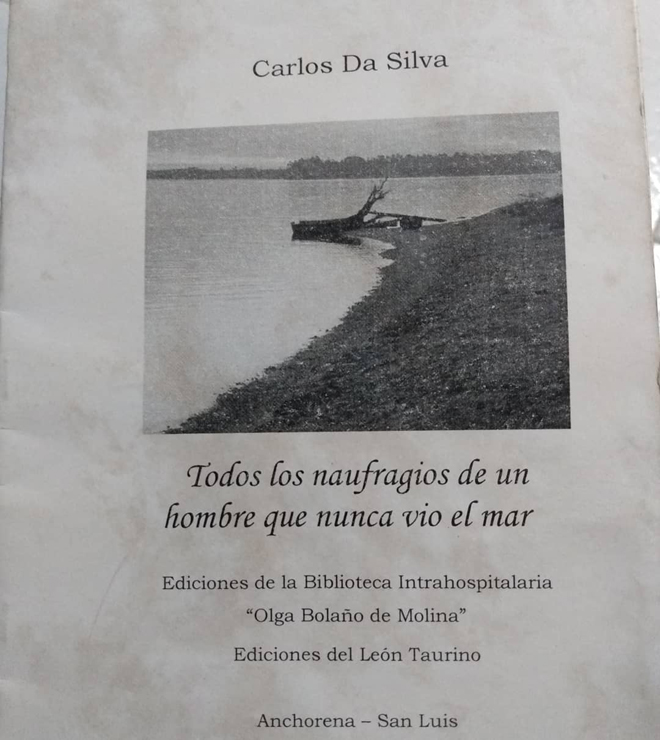 Carlos Da Silva
Todos los naufragios de un
hombre que nunca vio el mar
Ediciones de la Biblioteca Intrahospitalaria
“Olga Bolaño de Molina”
Ediciones del León Taurino
Anchorena – San Luis